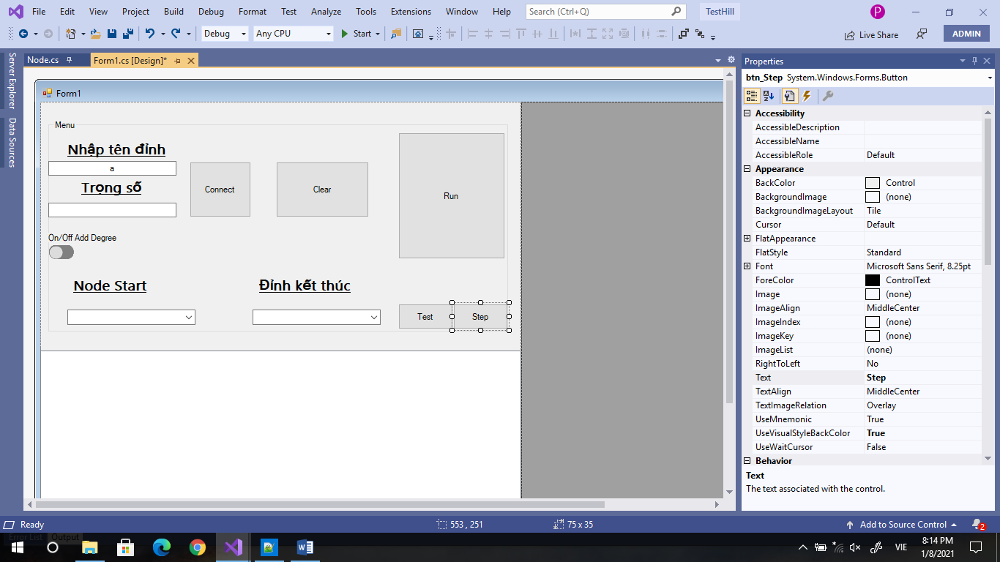 File Edit View Project Build Debug Format Test Analyze Tools Extensions Window Help Search (Ctrl+Q) TestHill P
Debug Any CPU Start Live Share ADMIN
Server Explorer
Data Sources
Node.cs Form1.cs [Design]*
Form1
Menu
Nhập tên đỉnh
a
Trọng số
Connect
Clear
Run
On/Off Add Degree
Node Start
Đỉnh kết thúc
Test
Step
Properties
btn_Step System.Windows.Forms.Button
Accessibility
AccessibleDescription
AccessibleName
AccessibleRole Default
Appearance
BackColor Control
BackgroundImage (none)
BackgroundImageLayout Tile
Cursor Default
FlatAppearance
FlatStyle Standard
Font Microsoft Sans Serif, 8.25pt
ForeColor ControlText
Image (none)
ImageAlign MiddleCenter
ImageIndex (none)
ImageKey (none)
ImageList (none)
RightToLeft No
Text Step
TextAlign MiddleCenter
TextImageRelation Overlay
UseMnemonic True
UseVisualStyleBackColor True
UseWaitCursor False
Behavior
Text
The text associated with the control.
Ready 553 , 251 75 x 35 Add to Source Control 2
Error List Output
VIE
8:14 PM
1/8/2021